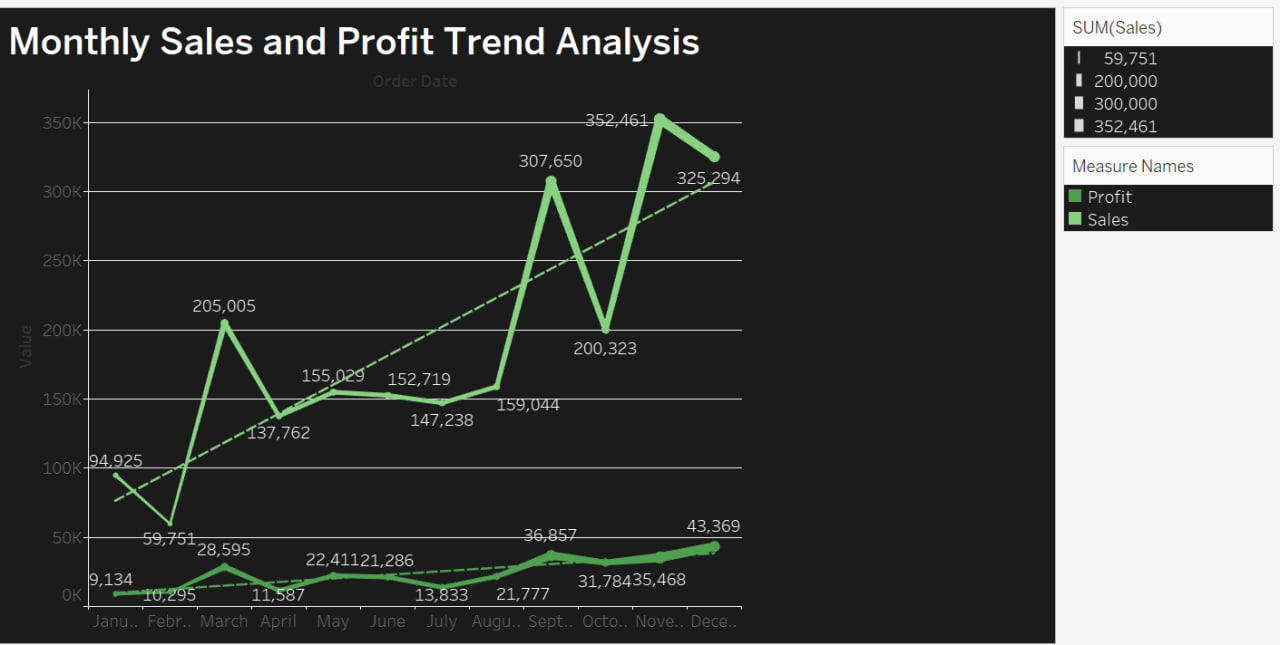 Monthly Sales and Profit Trend Analysis
Order Date
Value
350K
300K
250K
200K
150K
100K
50K
0K
94,925
59,751
205,005
137,762
155,029
152,719
147,238
159,044
307,650
200,323
352,461
325,294
9,134
10,295
28,595
11,587
22,411
21,286
13,833
21,777
36,857
31,784
35,468
43,369
Janu.. Febr.. March April May June July Augu.. Sept.. Octo.. Nove.. Dece..
SUM(Sales)
59,751
200,000
300,000
352,461
Measure Names
Profit
Sales